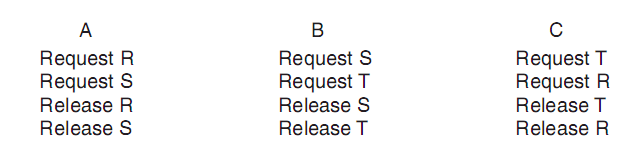 A B C
Request R Request S Request T
Request S Request T Request R
Release R Release S Release T
Release S Release T Release R